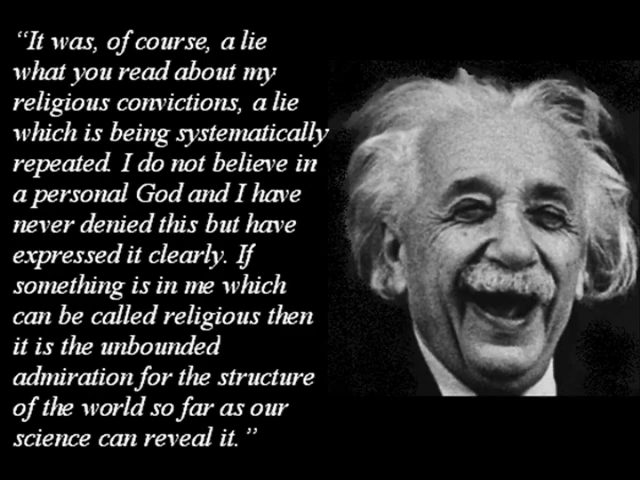 “It was, of course, a lie
what you read about my
religious convictions, a lie
which is being systematically
repeated. I do not believe in
a personal God and I have
never denied this but have
expressed it clearly. If
something is in me which
can be called religious then
it is the unbounded
admiration for the structure
of the world so far as our
science can reveal it.”